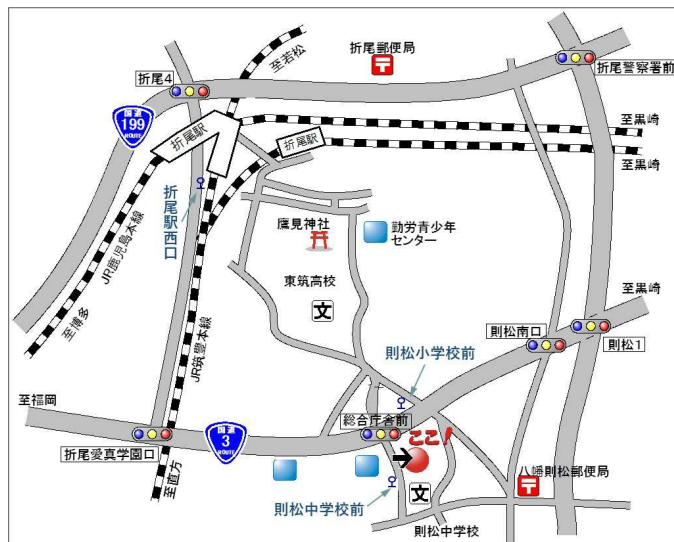 至若松
折尾郵便局
折尾4
折尾警察署前
国道
199
ROUTE
折尾駅
折尾駅
至黒崎
至黒崎
折尾駅西口
鷹見神社
勤労青少年
センター
JR鹿児島本線
東筑高校
文
至博多
JR筑豊本線
至黒崎
則松南口
則松1
則松小学校前
至福岡
総合庁舎前
ここ!
折尾愛真学園口
国道
3
ROUTE
至直方
八幡則松郵便局
文
則松中学校前
則松中学校